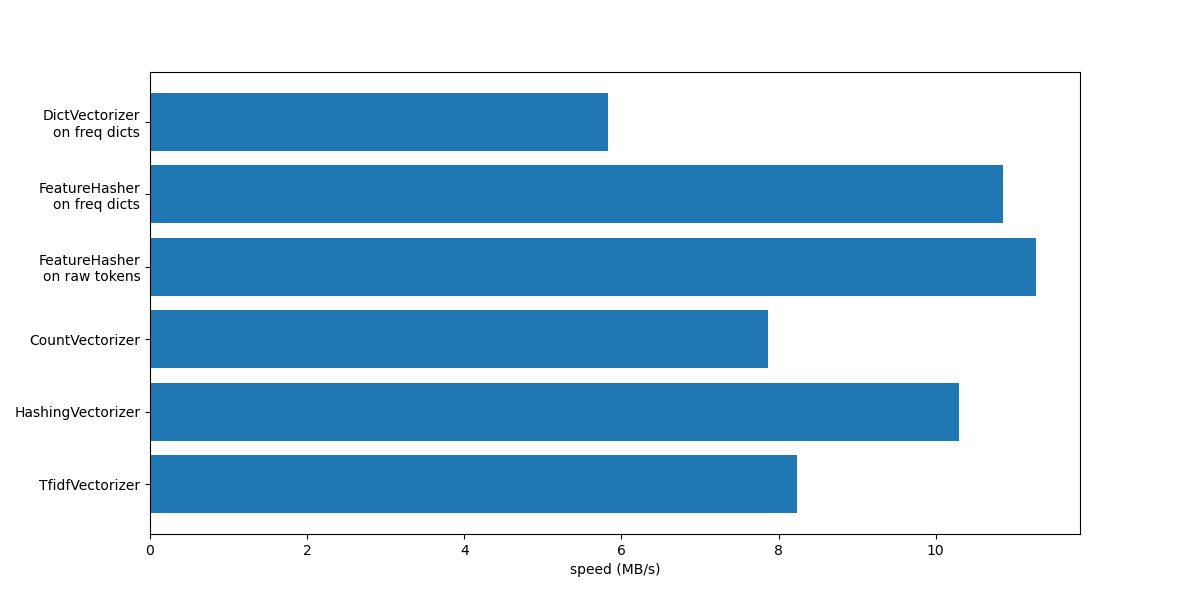 DictVectorizer
on freq dicts
FeatureHasher
on freq dicts
FeatureHasher
on raw tokens
CountVectorizer
HashingVectorizer
TfidfVectorizer
0 2 4 6 8 10
speed (MB/s)